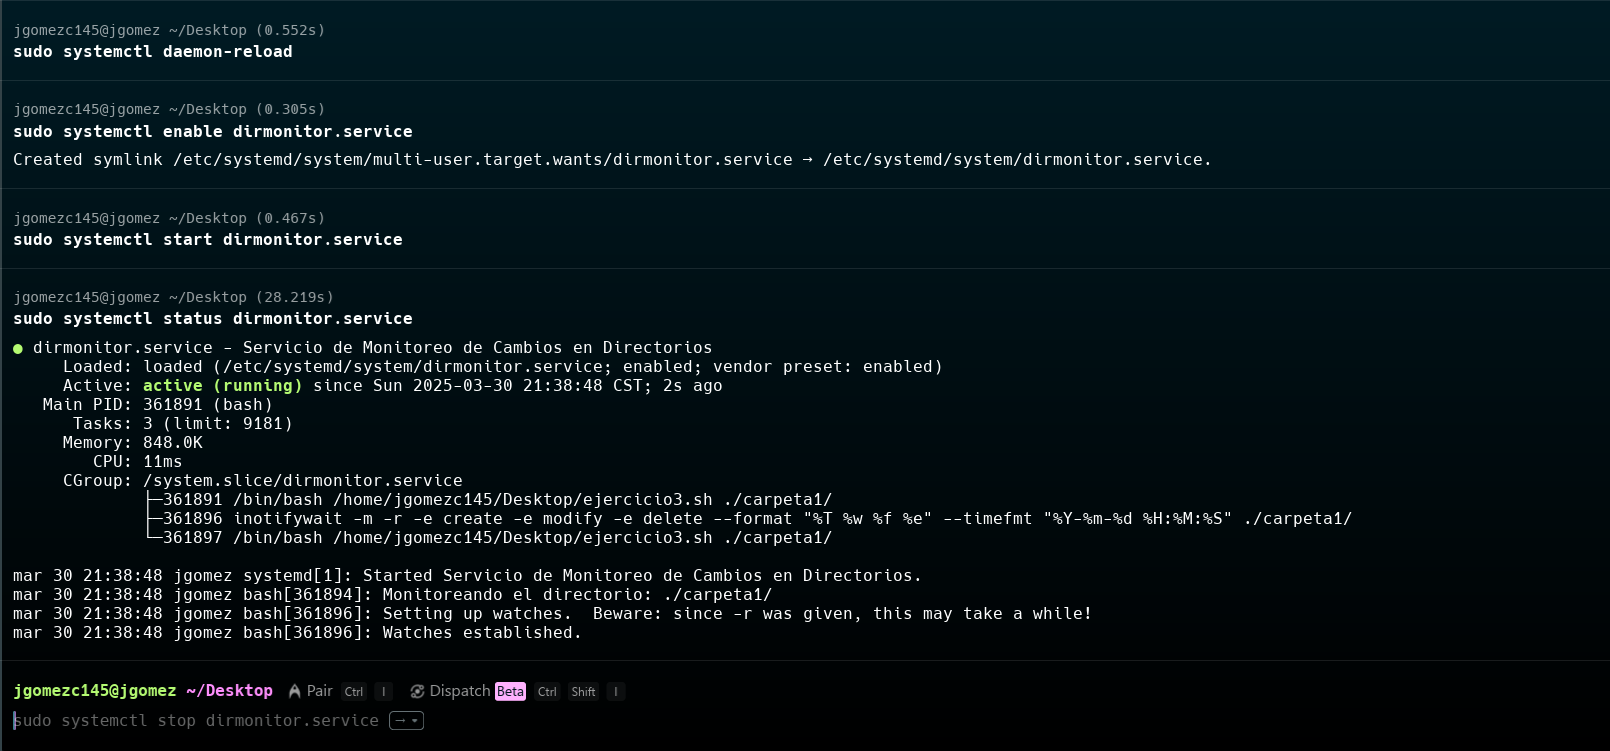 jgomezc145@jgomez ~/Desktop (0.552s)
sudo systemctl daemon-reload
jgomezc145@jgomez ~/Desktop (0.305s)
sudo systemctl enable dirmonitor.service
Created symlink /etc/systemd/system/multi-user.target.wants/dirmonitor.service → /etc/systemd/system/dirmonitor.service.
jgomezc145@jgomez ~/Desktop (0.467s)
sudo systemctl start dirmonitor.service
jgomezc145@jgomez ~/Desktop (28.219s)
sudo systemctl status dirmonitor.service
● dirmonitor.service - Servicio de Monitoreo de Cambios en Directorios
     Loaded: loaded (/etc/systemd/system/dirmonitor.service; enabled; vendor preset: enabled)
     Active: active (running) since Sun 2025-03-30 21:38:48 CST; 2s ago
   Main PID: 361891 (bash)
      Tasks: 3 (limit: 9181)
     Memory: 848.0K
        CPU: 11ms
     CGroup: /system.slice/dirmonitor.service
             ├─361891 /bin/bash /home/jgomezc145/Desktop/ejercicio3.sh ./carpeta1/
             ├─361896 inotifywait -m -r -e create -e modify -e delete --format "%T %w %f %e" --timefmt "%Y-%m-%d %H:%M:%S" ./carpeta1/
             └─361897 /bin/bash /home/jgomezc145/Desktop/ejercicio3.sh ./carpeta1/
mar 30 21:38:48 jgomez systemd[1]: Started Servicio de Monitoreo de Cambios en Directorios.
mar 30 21:38:48 jgomez bash[361894]: Monitoreando el directorio: ./carpeta1/
mar 30 21:38:48 jgomez bash[361896]: Setting up watches.  Beware: since -r was given, this may take a while!
mar 30 21:38:48 jgomez bash[361896]: Watches established.
jgomezc145@jgomez ~/Desktop Pair Ctrl I Dispatch Beta Ctrl Shift I
sudo systemctl stop dirmonitor.service →